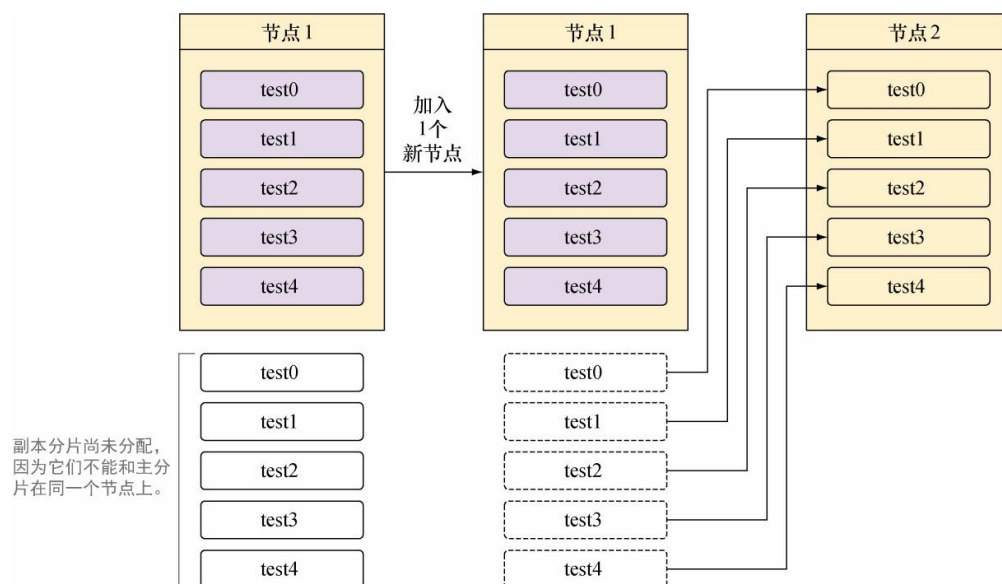 节点1
test0
test1
test2
test3
test4
加入
1个
新节点
节点1
test0
test1
test2
test3
test4
节点2
test0
test1
test2
test3
test4
副本分片尚未分配，
因为它们不能和主分
片在同一个节点上。
test0
test1
test2
test3
test4
test0
test1
test2
test3
test4